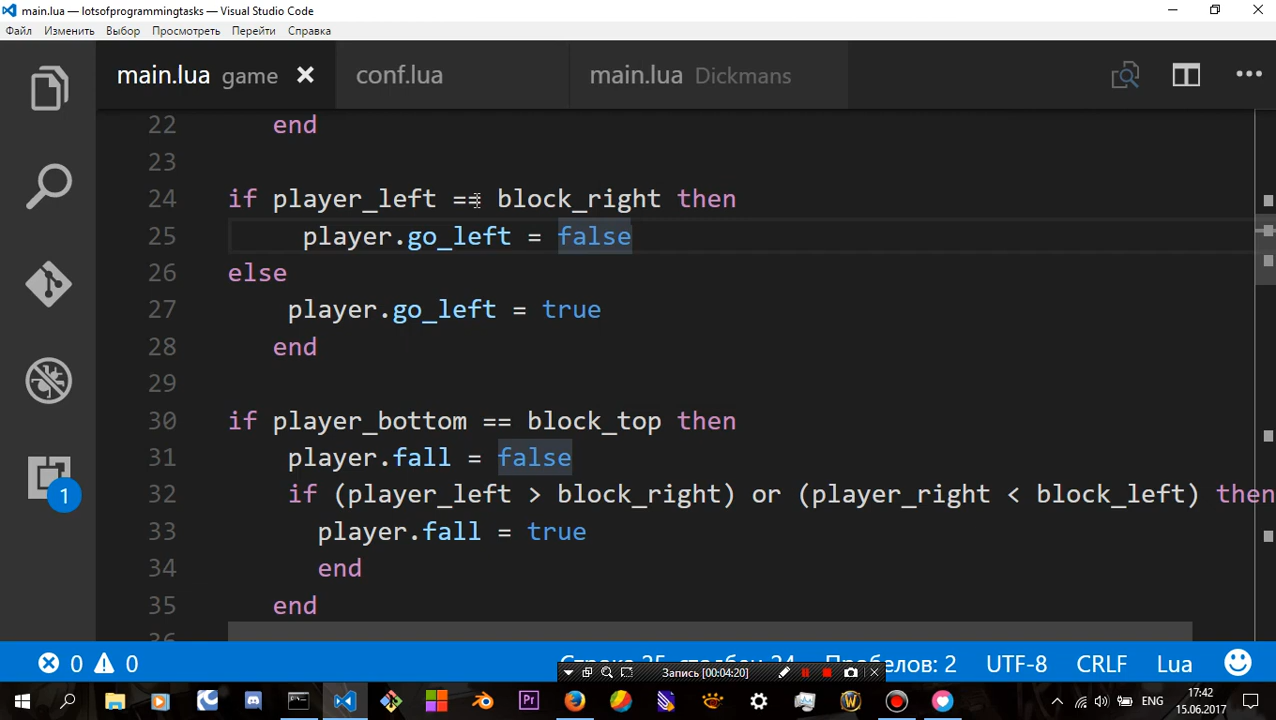 main.lua — lotsofprogrammingtasks — Visual Studio Code
Файл Изменить Выбор Просмотреть Перейти Справка
main.lua game conf.lua main.lua Dickmans
22 end
23
24 if player_left == block_right then
25 player.go_left = false
26 else
27 player.go_left = true
28 end
29
30 if player_bottom == block_top then
31 player.fall = false
32 if (player_left > block_right) or (player_right < block_left) then
33 player.fall = true
34 end
35 end
1
0 0 Строка 25, столбец 24 Пробелов: 2 UTF-8 CRLF Lua
Запись [00:04:20]
ENG 17:42
15.06.2017